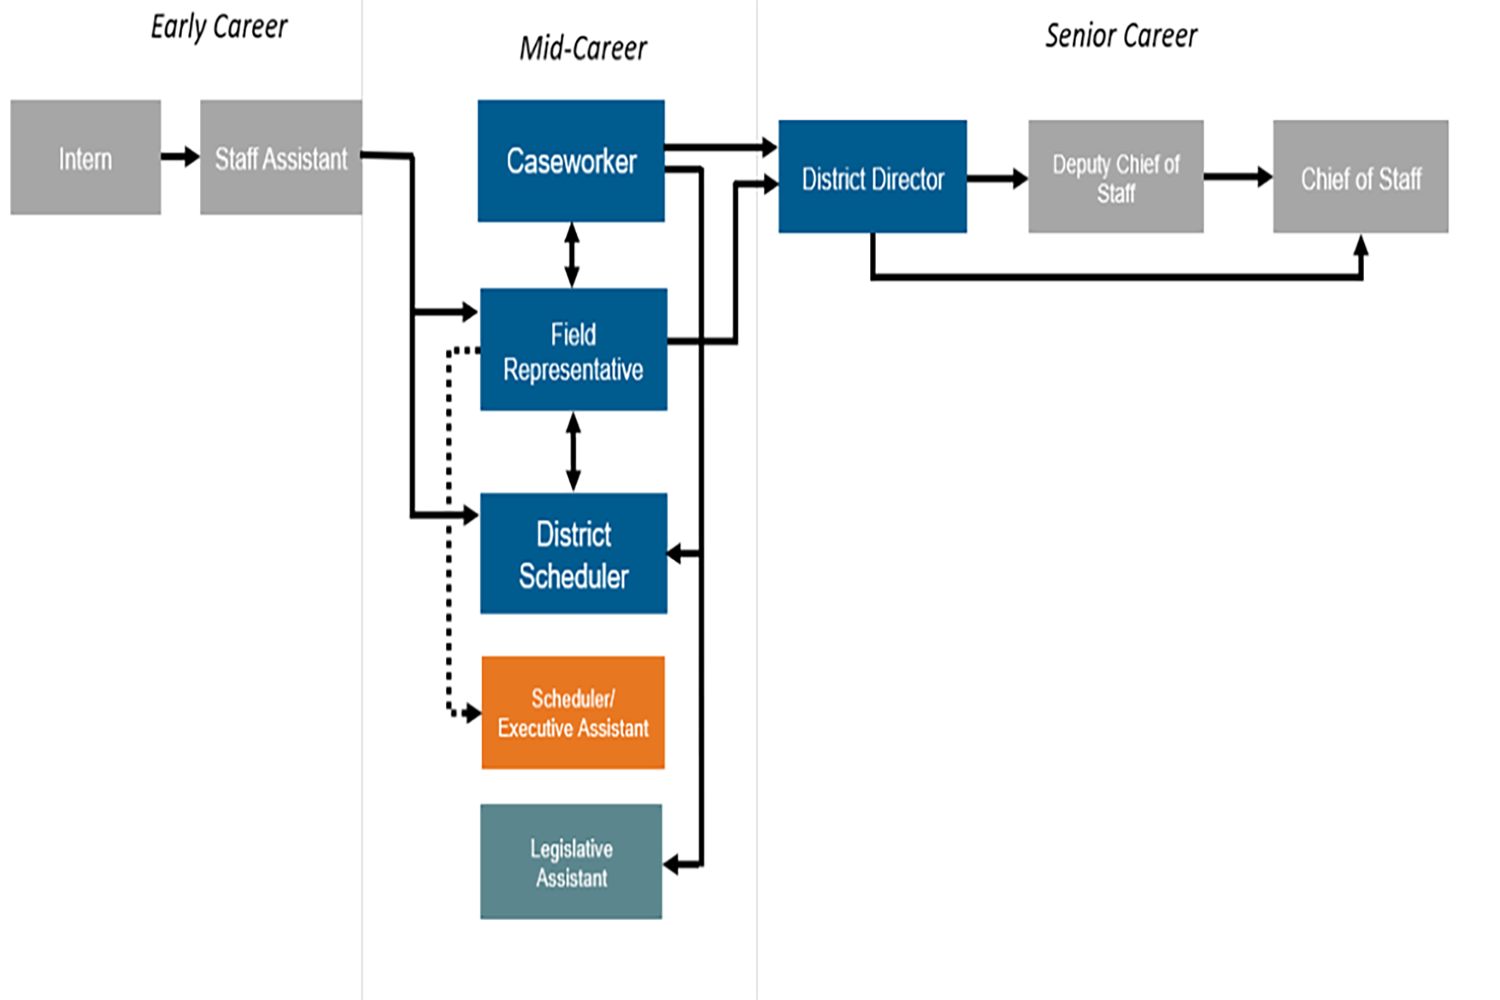 Early Career
Mid-Career
Senior Career
Intern
Staff Assistant
Caseworker
District Director
Deputy Chief of
Staff
Chief of Staff
Field
Representative
District
Scheduler
Scheduler/
Executive Assistant
Legislative
Assistant